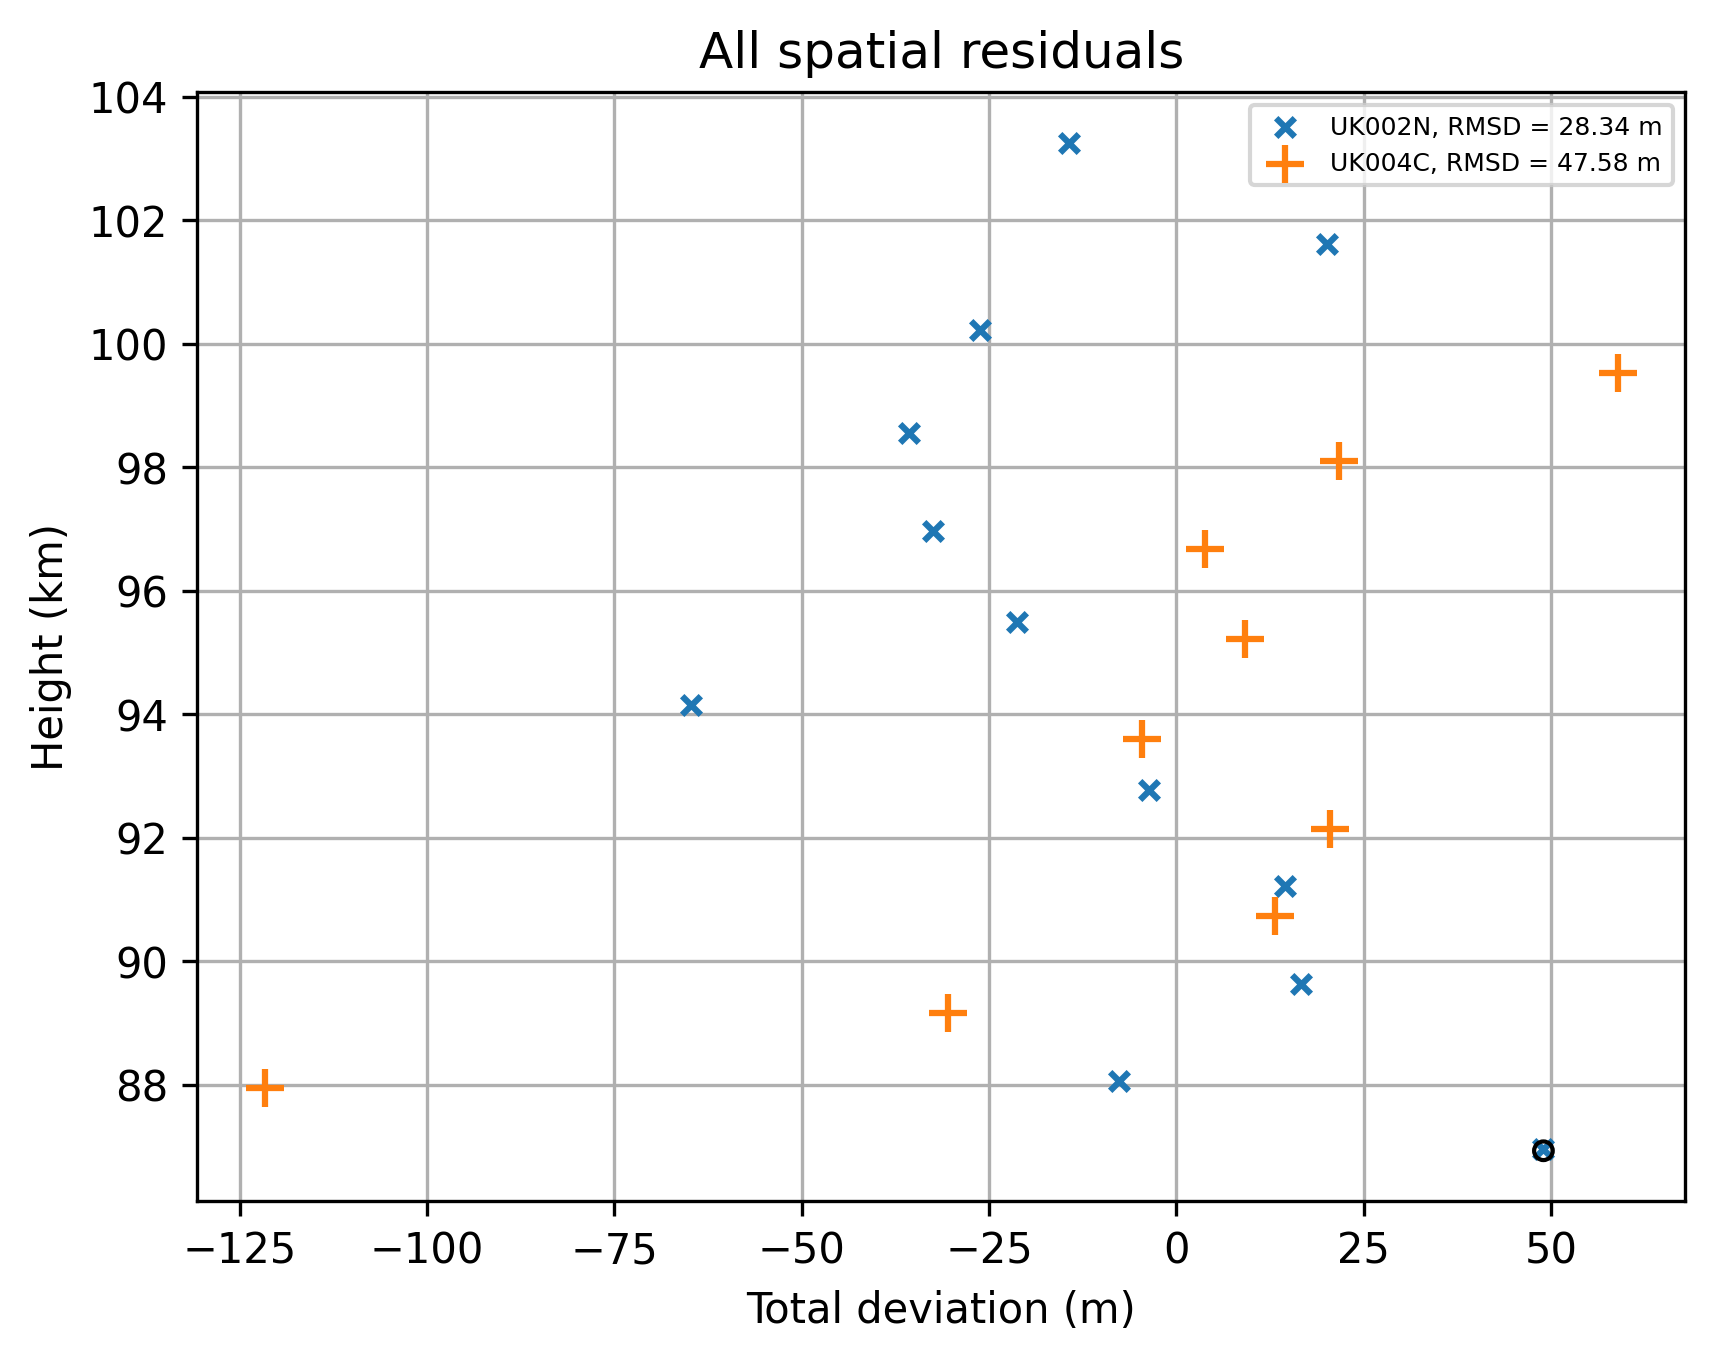 All spatial residuals
104
102
100
98
96
94
92
90
88
Height (km)
UK002N, RMSD = 28.34 m
UK004C, RMSD = 47.58 m
−125 −100 −75 −50 −25 0 25 50
Total deviation (m)